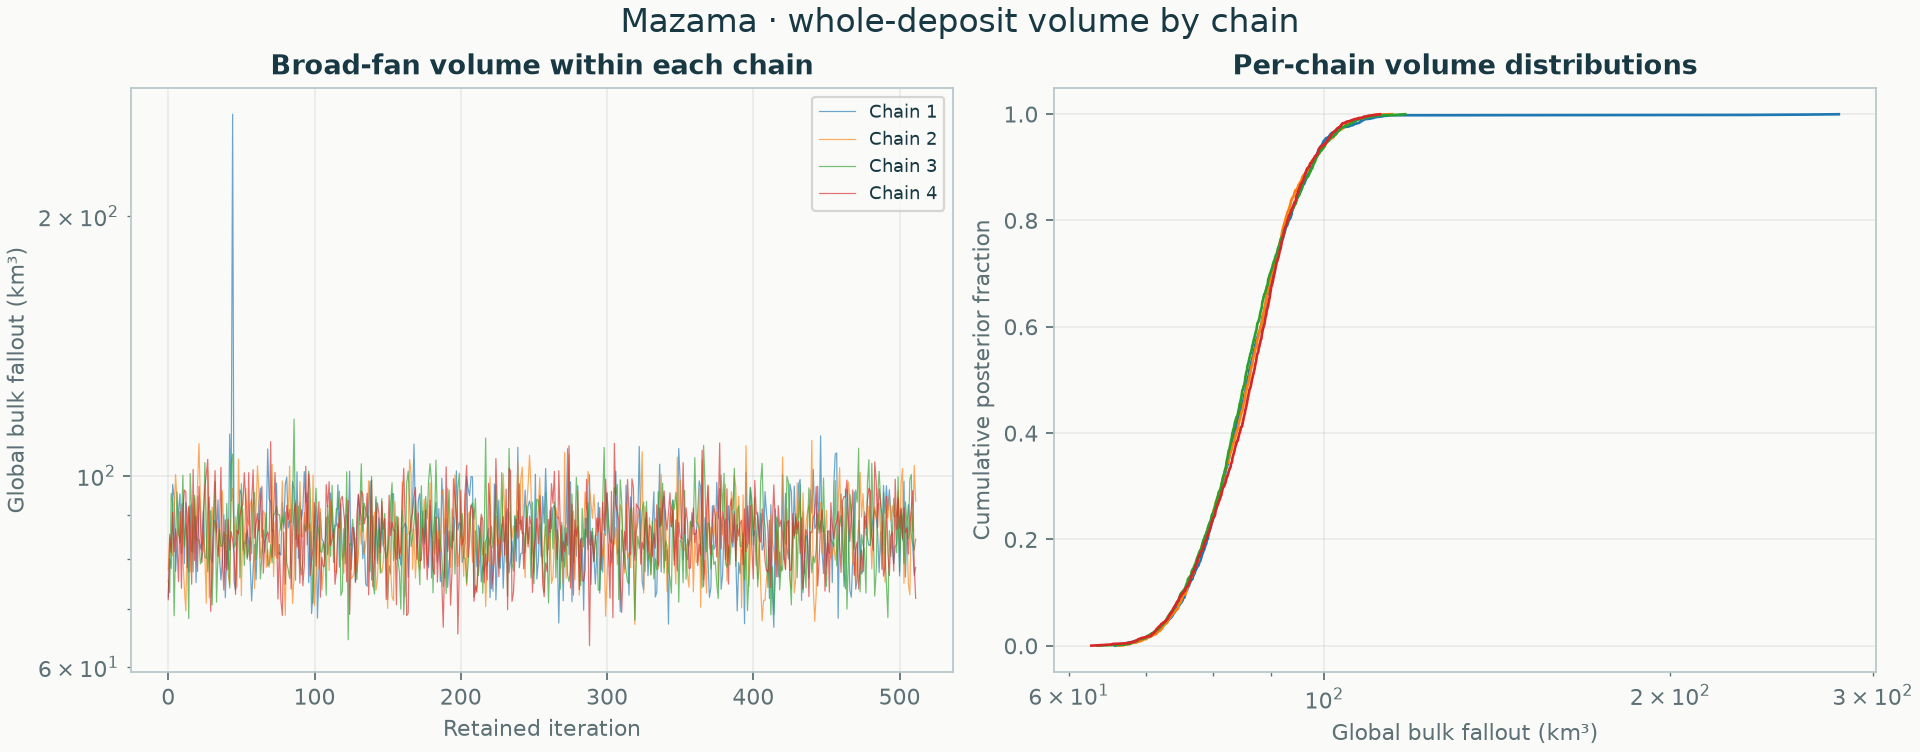 Mazama · whole-deposit volume by chain
Broad-fan volume within each chain
Global bulk fallout (km³)
2 × 10²
10²
6 × 10¹
Chain 1
Chain 2
Chain 3
Chain 4
0 100 200 300 400 500
Retained iteration
Per-chain volume distributions
Cumulative posterior fraction
1.0
0.8
0.6
0.4
0.2
0.0
6 × 10¹ 10² 2 × 10² 3 × 10²
Global bulk fallout (km³)